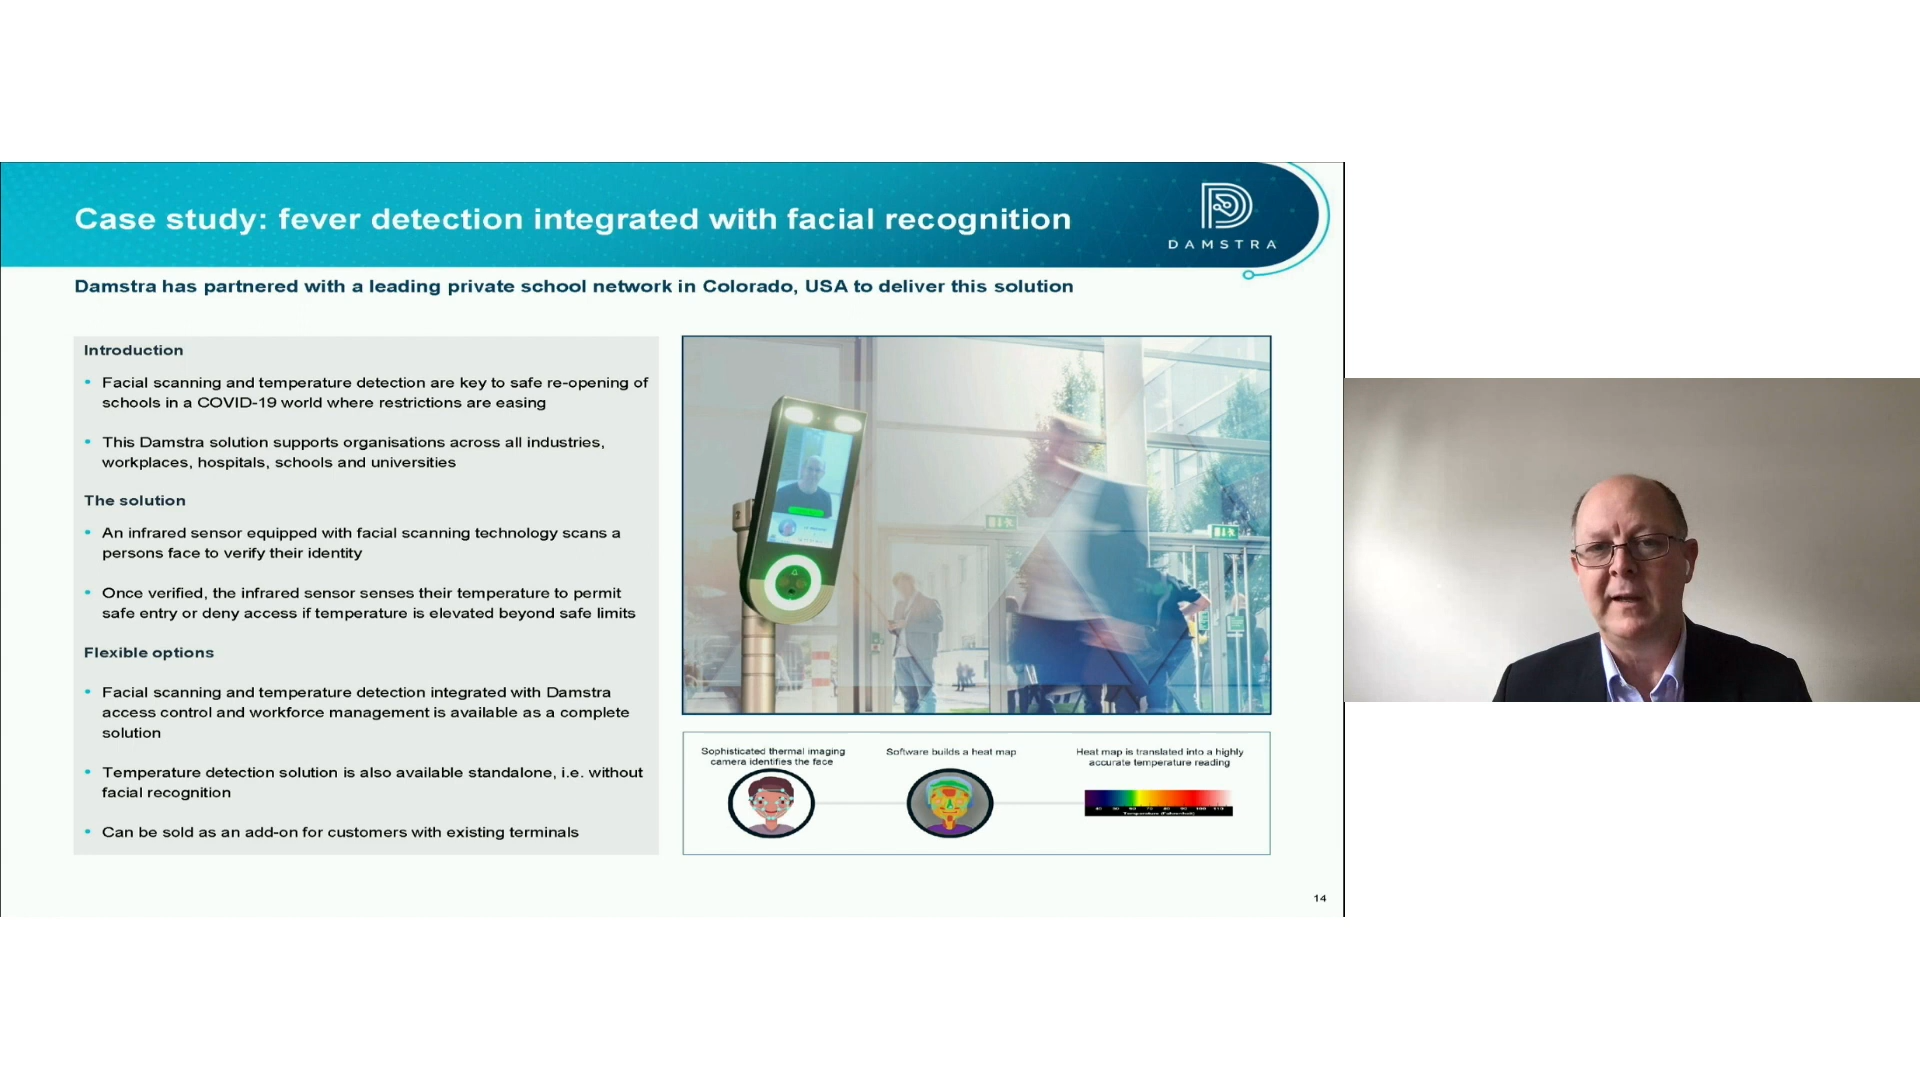 Case study: fever detection integrated with facial recognition
DAMSTRA
Damstra has partnered with a leading private school network in Colorado, USA to deliver this solution
Introduction
• Facial scanning and temperature detection are key to safe re-opening of
schools in a COVID-19 world where restrictions are easing
• This Damstra solution supports organisations across all industries,
workplaces, hospitals, schools and universities
The solution
• An infrared sensor equipped with facial scanning technology scans a
persons face to verify their identity
• Once verified, the infrared sensor senses their temperature to permit
safe entry or deny access if temperature is elevated beyond safe limits
Flexible options
• Facial scanning and temperature detection integrated with Damstra
access control and workforce management is available as a complete
solution
• Temperature detection solution is also available standalone, i.e. without
facial recognition
• Can be sold as an add-on for customers with existing terminals
Sophisticated thermal imaging
camera identifies the face
Software builds a heat map
Heat map is translated into a highly
accurate temperature reading
Temperature (Fahrenheit)
14